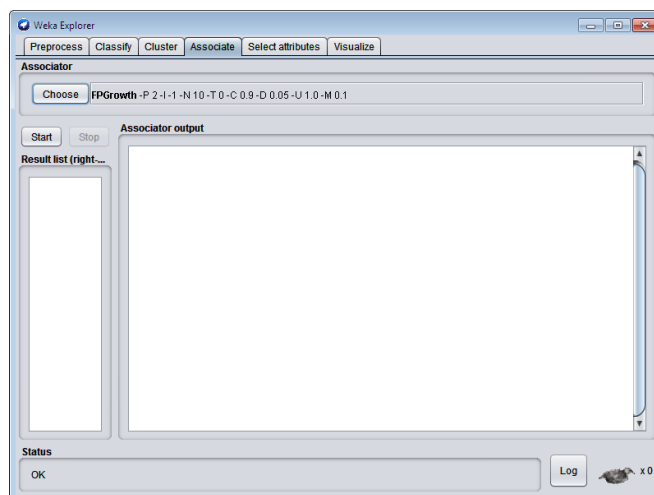 Weka Explorer
Preprocess Classify Cluster Associate Select attributes Visualize
Associator
Choose FPGrowth -P 2 -I -1 -N 10 -T 0 -C 0.9 -D 0.05 -U 1.0 -M 0.1
Start Stop
Associator output
Result list (right-...
Status
OK
Log
x 0